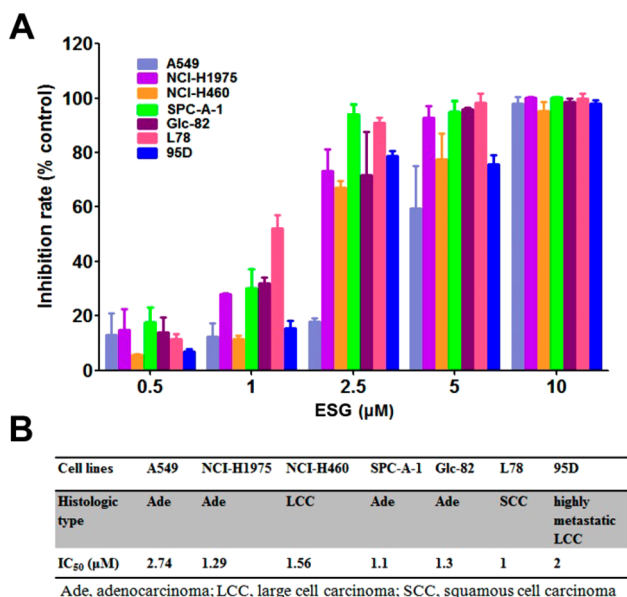 A
Inhibition rate (% control)
120
100
80
60
40
20
0
A549
NCI-H1975
NCI-H460
SPC-A-1
Glc-82
L78
95D
0.5 1 2.5 5 10
ESG (µM)
B
Cell lines A549 NCI-H1975 NCI-H460 SPC-A-1 Glc-82 L78 95D
Histologic type Ade Ade LCC Ade Ade SCC highly metastatic LCC
IC50 (µM) 2.74 1.29 1.56 1.1 1.3 1 2
Ade, adenocarcinoma; LCC, large cell carcinoma; SCC, squamous cell carcinoma